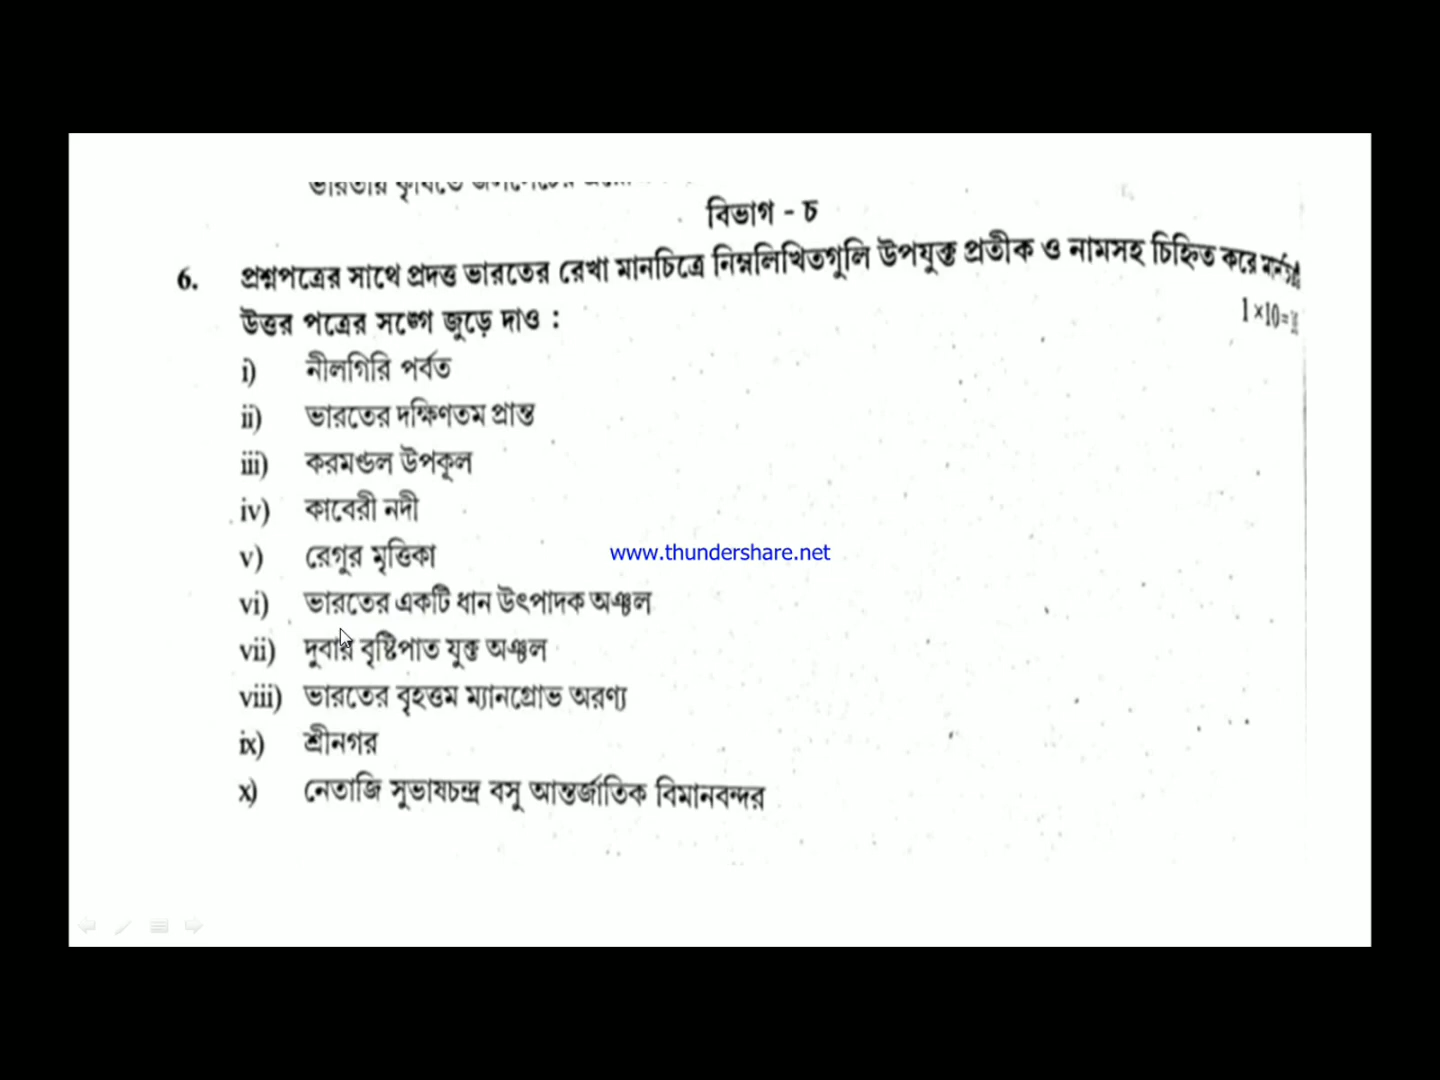 বিভাগ - চ
6. প্রশ্নপত্রের সাথে প্রদত্ত ভারতের রেখা মানচিত্রে নিম্নলিখিতগুলি উপযুক্ত প্রতীক ও নামসহ চিহ্নিত করে
উত্তর পত্রের সঙ্গে জুড়ে দাও :
1×10=
i) নীলগিরি পর্বত
ii) ভারতের দক্ষিণতম প্রান্ত
iii) করমণ্ডল উপকূল
iv) কাবেরী নদী
v) রেগুর মৃত্তিকা
www.thundershare.net
vi) ভারতের একটি ধান উৎপাদক অঞ্চল
vii) দুবার বৃষ্টিপাত যুক্ত অঞ্চল
viii) ভারতের বৃহত্তম ম্যানগ্রোভ অরণ্য
ix) শ্রীনগর
x) নেতাজি সুভাষচন্দ্র বসু আন্তর্জাতিক বিমানবন্দর